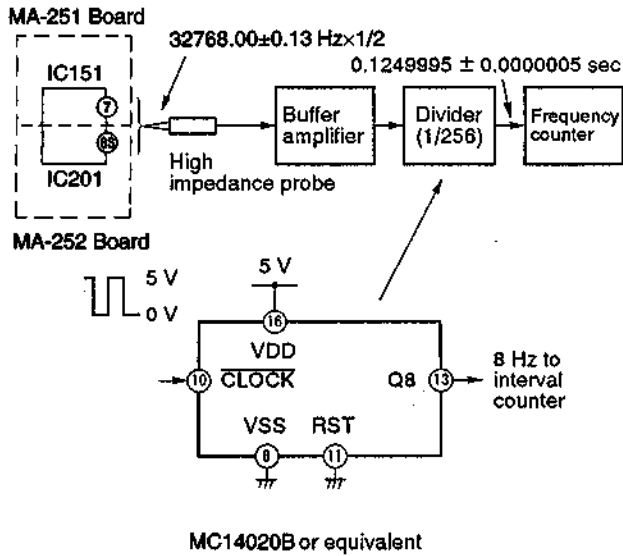 MA-251 Board
32768.00±0.13 Hz×1/2
0.1249995 ± 0.0000005 sec
IC151
7
Buffer
amplifier
Divider
(1/256)
Frequency
counter
IC201
High
impedance probe
MA-252 Board
5 V
0 V
5 V
16
VDD
10
CLOCK
Q8
13
8 Hz to
interval
counter
VSS
RST
8
11
MC14020B or equivalent